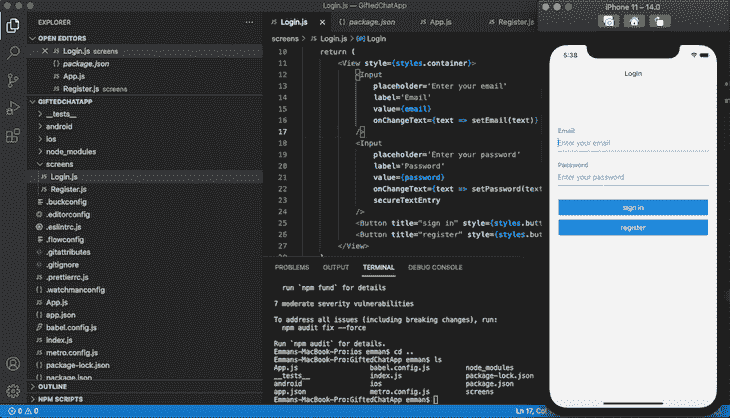 Login.js — GiftedChatApp
EXPLORER
OPEN EDITORS
Login.js screens
package.json
App.js
Register.js screens
GIFTEDCHATAPP
__tests__
android
ios
node_modules
screens
Login.js
Register.js
.buckconfig
.editorconfig
.eslintrc.js
.flowconfig
.gitattributes
.gitignore
.prettierrc.js
.watchmanconfig
App.js
app.json
babel.config.js
index.js
metro.config.js
package-lock.json
package.json
OUTLINE
NPM SCRIPTS
Login.js
package.json
App.js
Register.js
screens > Login.js > Login
10 return (
11 <View style={styles.container}>
12 <Input
13 placeholder='Enter your email'
14 label='Email'
15 value={email}
16 onChangeText={text => setEmail(text)}
17 />
18 <Input
19 placeholder='Enter your password'
20 label='Password'
21 value={password}
22 onChangeText={text => setPassword(text
23 secureTextEntry
24 />
25 <Button title="sign in" style={styles.but
26 <Button title="register" style={styles.b
27 </View>
PROBLEMS OUTPUT TERMINAL DEBUG CONSOLE
run `npm fund` for details
7 moderate severity vulnerabilities
To address all issues (including breaking changes), run:
npm audit fix --force
Run `npm audit` for details.
Emmans-MacBook-Pro:ios emman$ cd ..
Emmans-MacBook-Pro:GiftedChatApp emman$ ls
App.js babel.config.js node_modules
__tests__ index.js package-lock.json
android ios package.json
app.json metro.config.js screens
Emmans-MacBook-Pro:GiftedChatApp emman$
0 0
Ln 17, Co
iPhone 11 – 14.0
5:38
Login
Email
Enter your email
Password
Enter your password
sign in
register